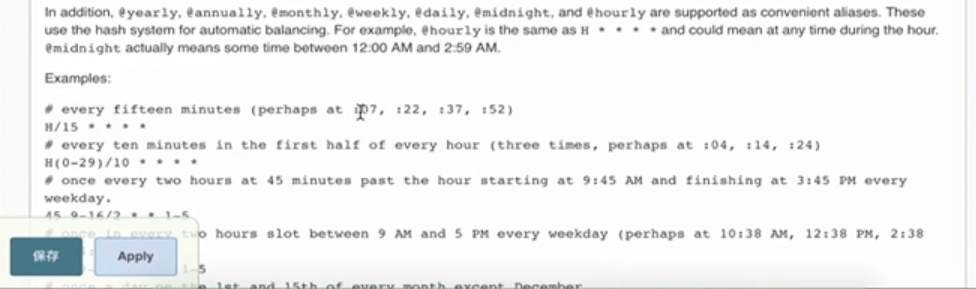 In addition, @yearly, @annually, @monthly, @weekly, @daily, @midnight, and @hourly are supported as convenient aliases. These
use the hash system for automatic balancing. For example, @hourly is the same as H * * * * and could mean at any time during the hour.
@midnight actually means some time between 12:00 AM and 2:59 AM.
Examples:
# every fifteen minutes (perhaps at :07, :22, :37, :52)
H/15 * * * *
# every ten minutes in the first half of every hour (three times, perhaps at :04, :14, :24)
H(0-29)/10 * * * *
# once every two hours at 45 minutes past the hour starting at 9:45 AM and finishing at 3:45 PM every
weekday.
45 9-16/2 * * 1-5
# once in every two hours slot between 9 AM and 5 PM every weekday (perhaps at 10:38 AM, 12:38 PM, 2:38
保存 Apply
1-5
# once a day on the 1st and 15th of every month except December